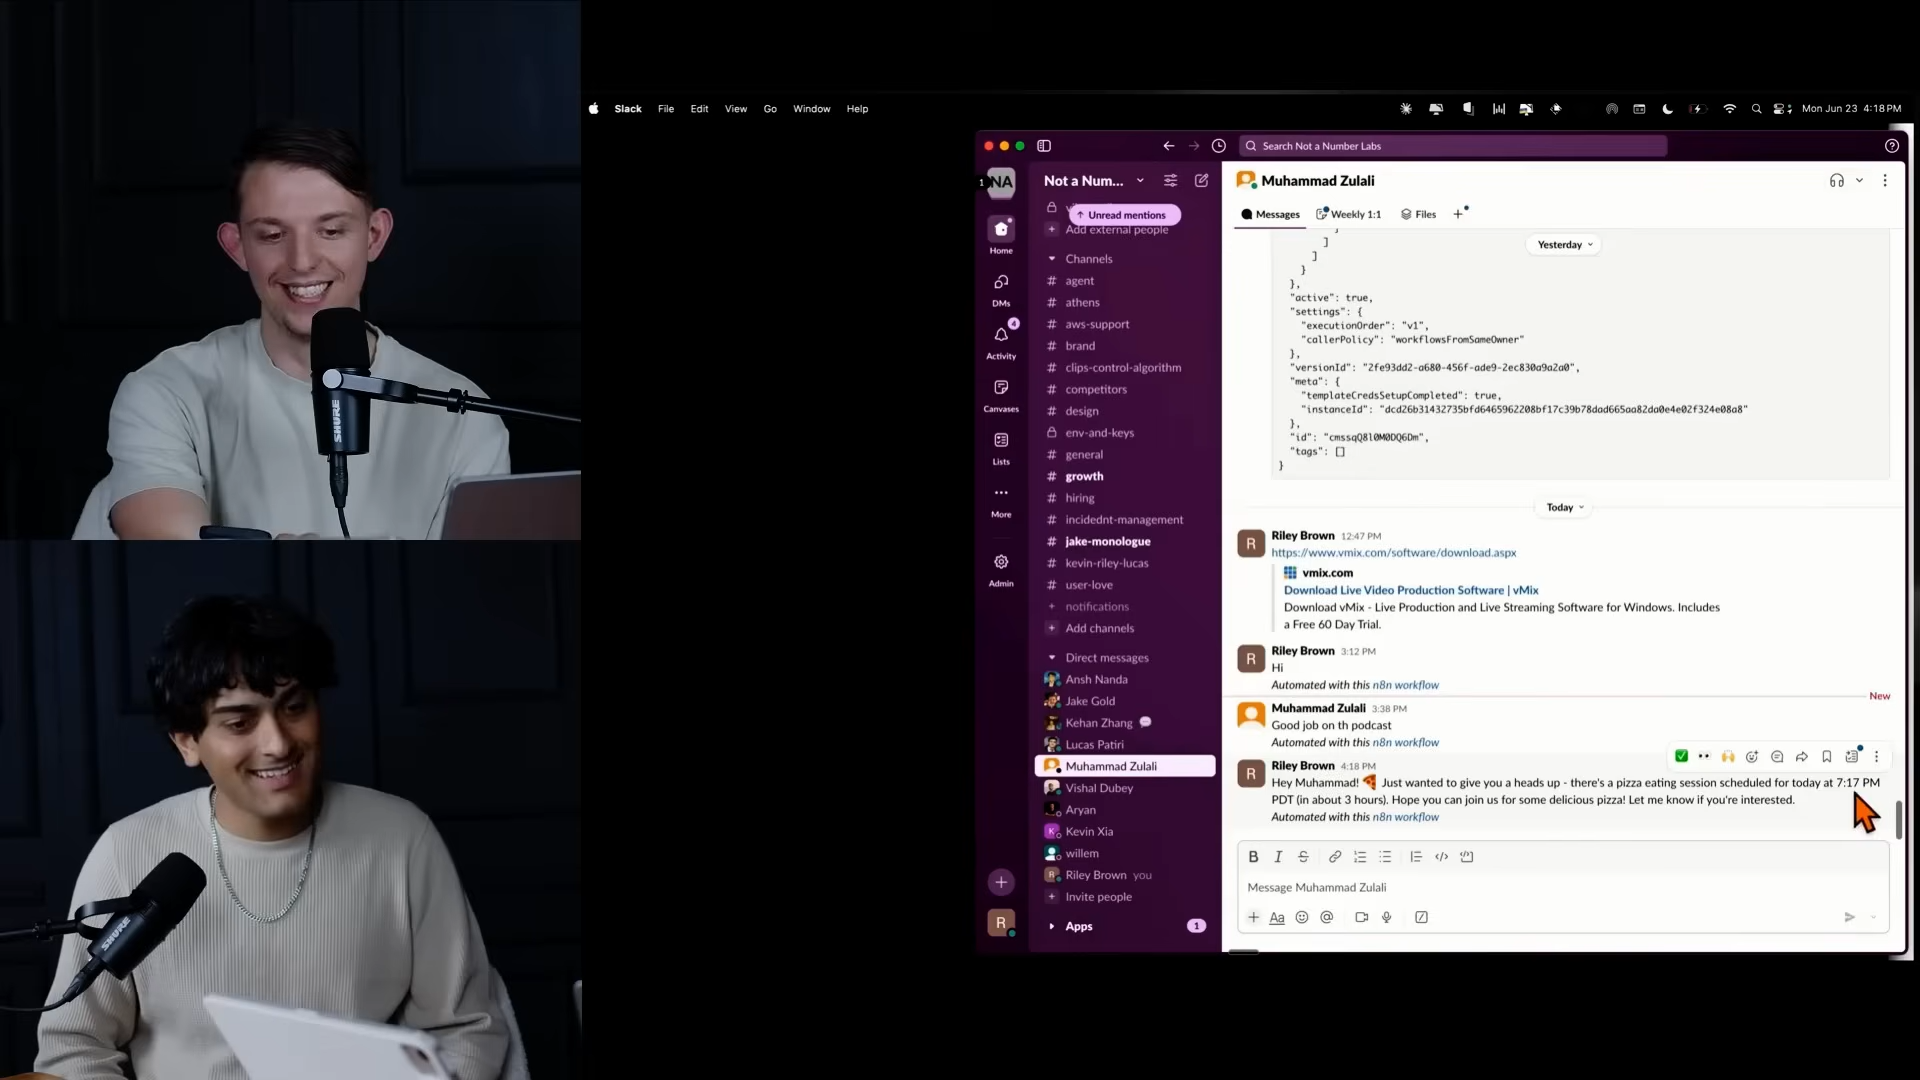 Slack File Edit View Go Window Help
Mon Jun 23 4:18 PM
Search Not a Number Labs
1 NA
Not a Num...
Home
DMs
4
Activity
Canvases
Lists
More
Admin
R
↑ Unread mentions
+ Add external people
Channels
# agent
# athens
# aws-support
# brand
# clips-control-algorithm
# competitors
# design
env-and-keys
# general
# growth
# hiring
# incidednt-management
# jake-monologue
# kevin-riley-lucas
# user-love
+ notifications
+ Add channels
Direct messages
Ansh Nanda
Jake Gold
Kehan Zhang
Lucas Patiri
Muhammad Zulali
Vishal Dubey
Aryan
K Kevin Xia
willem
R Riley Brown you
+ Invite people
Apps 1
Muhammad Zulali
Messages Weekly 1:1 Files +
Yesterday
]
]
}
},
"active": true,
"settings": {
"executionOrder": "v1",
"callerPolicy": "workflowsFromSameOwner"
},
"versionId": "2fe93dd2-a680-456f-ade9-2ec830a9a2a0",
"meta": {
"templateCredsSetupCompleted": true,
"instanceId": "dcd26b31432735bfd6465962208bf17c39b78dad665aa82da0e4e02f324e08a8"
},
"id": "cmssqQ8l0M0DQ6Dm",
"tags": []
}
Today
R Riley Brown 12:47 PM
https://www.vmix.com/software/download.aspx
vmix.com
Download Live Video Production Software | vMix
Download vMix - Live Production and Live Streaming Software for Windows. Includes
a Free 60 Day Trial.
R Riley Brown 3:12 PM
Hi
Automated with this n8n workflow
New
Muhammad Zulali 3:38 PM
Good job on th podcast
Automated with this n8n workflow
R Riley Brown 4:18 PM
Hey Muhammad! 🍕 Just wanted to give you a heads up - there's a pizza eating session scheduled for today at 7:17 PM
PDT (in about 3 hours). Hope you can join us for some delicious pizza! Let me know if you're interested.
Automated with this n8n workflow
B I S
Message Muhammad Zulali
+ Aa @
SHURE
SHURE